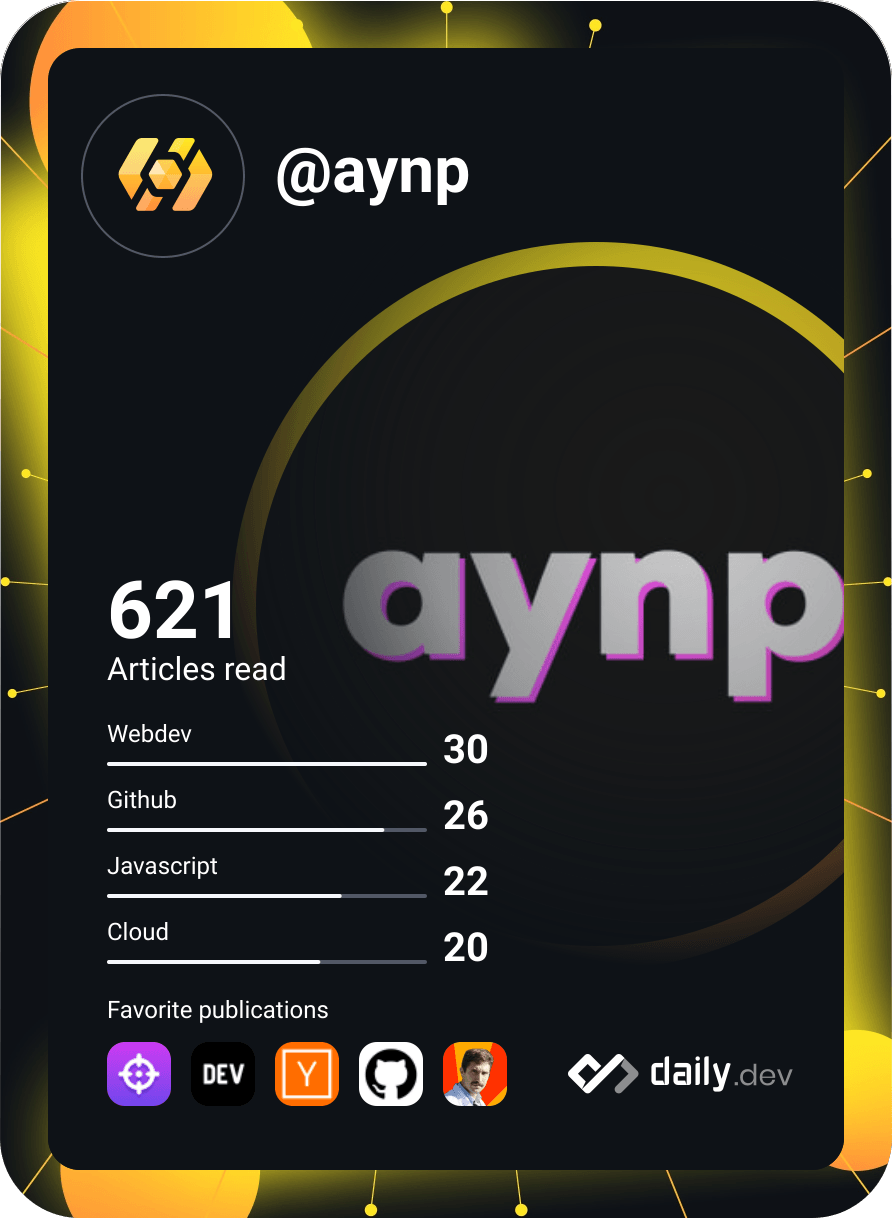 @aynp
aynp
621
Articles read
Webdev
30
Github
26
Javascript
22
Cloud
20
Favorite publications
DEV
Y
daily.dev